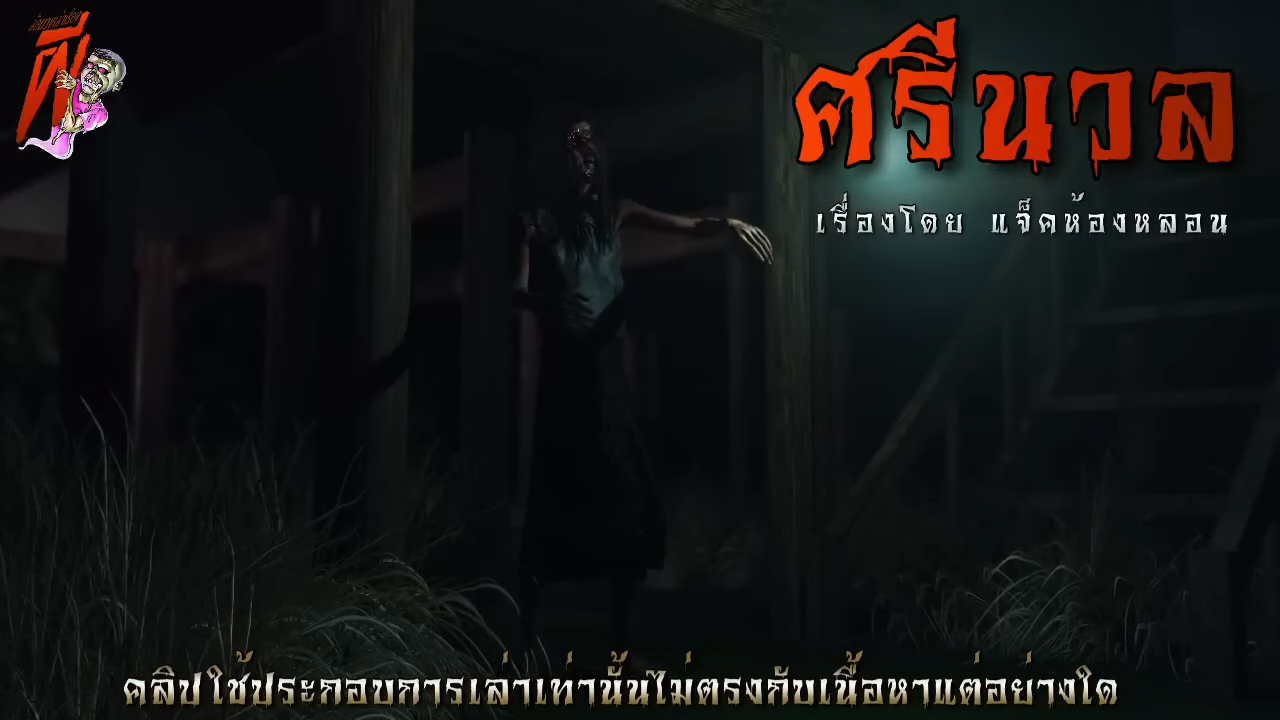 ผี
ศรีนวล
เรื่องโดย แจ็คห้องหลอน
คลิปใช้ประกอบการเล่าเท่านั้นไม่ตรงกับเนื้อหาแต่อย่างใด